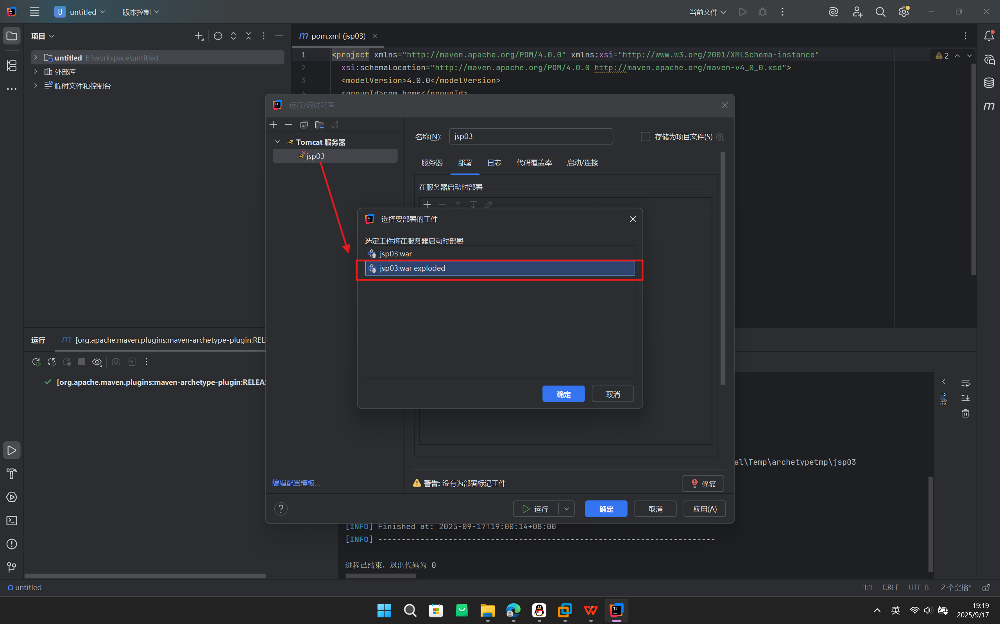 U untitled 版本控制 当前文件
项目
m pom.xml (jsp03)
untitled E:\workspace\untitled
外部库
临时文件和控制台
1 <project xmlns="http://maven.apache.org/POM/4.0.0" xmlns:xsi="http://www.w3.org/2001/XMLSchema-instance"
2 xsi:schemaLocation="http://maven.apache.org/POM/4.0.0 http://maven.apache.org/maven-v4_0_0.xsd">
3 <modelVersion>4.0.0</modelVersion>
4 <groupId>com.hrms</groupId>
2
m
运行/调试配置
Tomcat 服务器
jsp03
名称(N): jsp03
存储为项目文件(S)
服务器 部署 日志 代码覆盖率 启动/连接
在服务器启动时部署
选择要部署的工件
选定工件将在服务器启动时部署
jsp03:war
jsp03:war exploded
确定 取消
编辑配置模板...
警告: 没有为部署标记工件
修复
? 运行 确定 取消 应用(A)
运行 m [org.apache.maven.plugins:maven-archetype-plugin:REL
[org.apache.maven.plugins:maven-archetype-plugin:RELEA
al\Temp\archetypetmp\jsp03
[INFO] Finished at: 2025-09-17T19:00:14+08:00
[INFO] ------------------------------------------------------------------------
进程已结束，退出代码为 0
untitled
1:1 CRLF UTF-8 2 个空格*
英
19:19
2025/9/17